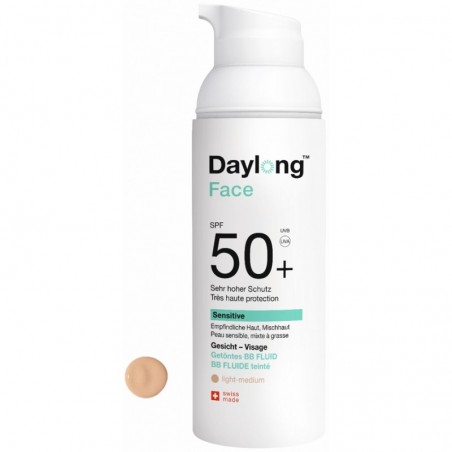 Daylong™
Face
SPF
50+
UVB
UVA
Sehr hoher Schutz
Très haute protection
Sensitive
Empfindliche Haut, Mischhaut
Peau sensible, mixte à grasse
Gesicht – Visage
Getöntes BB FLUID
BB FLUIDE teinté
light-medium
swiss
made